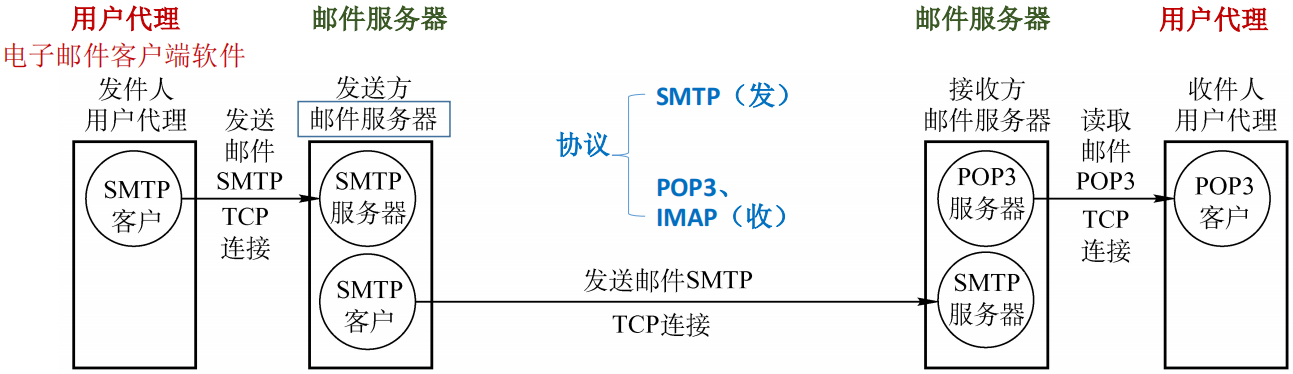 用户代理
邮件服务器
邮件服务器
用户代理
电子邮件客户端软件
发件人
用户代理
发送
邮件
SMTP
TCP
连接
SMTP
客户
发送方
邮件服务器
SMTP
服务器
SMTP
客户
协议
SMTP（发）
POP3、
IMAP（收）
发送邮件SMTP
TCP连接
接收方
邮件服务器
POP3
服务器
SMTP
服务器
读取
邮件
POP3
TCP
连接
收件人
用户代理
POP3
客户